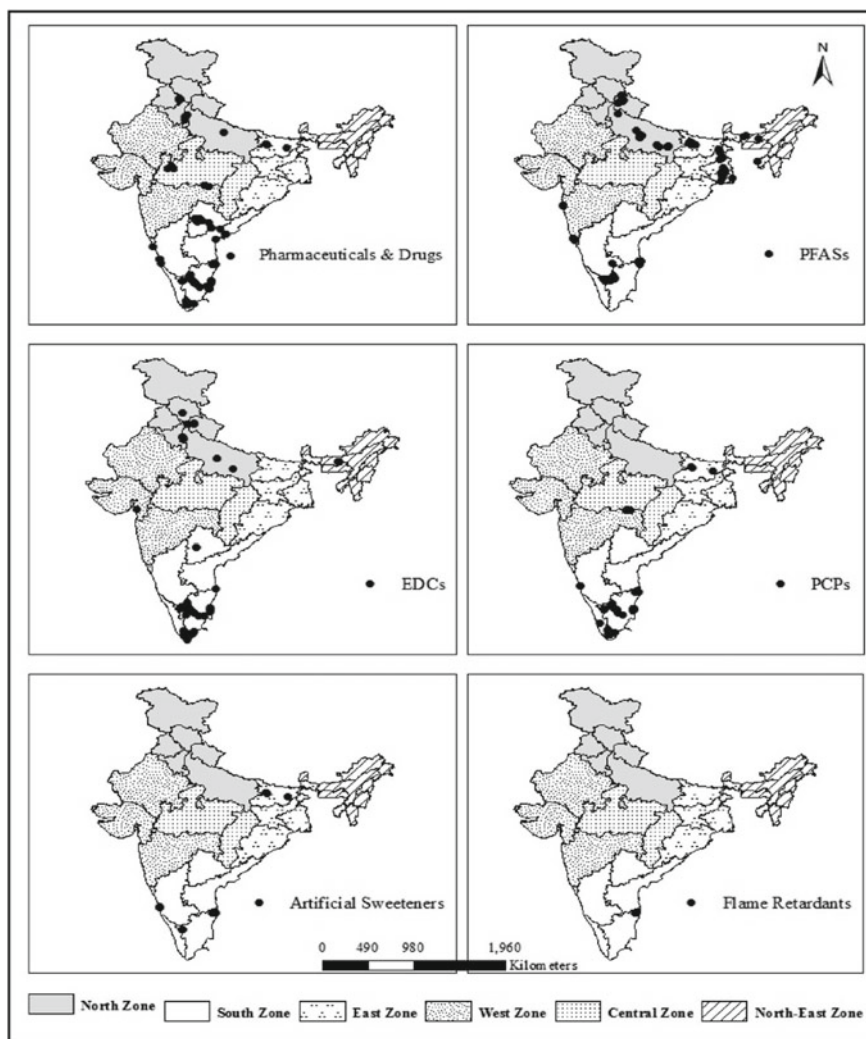 N
Pharmaceuticals & Drugs
PFASs
EDCs
PCPs
Artificial Sweeteners
Flame Retardants
0 490 980 1,960
Kilometers
North Zone South Zone East Zone West Zone Central Zone North-East Zone